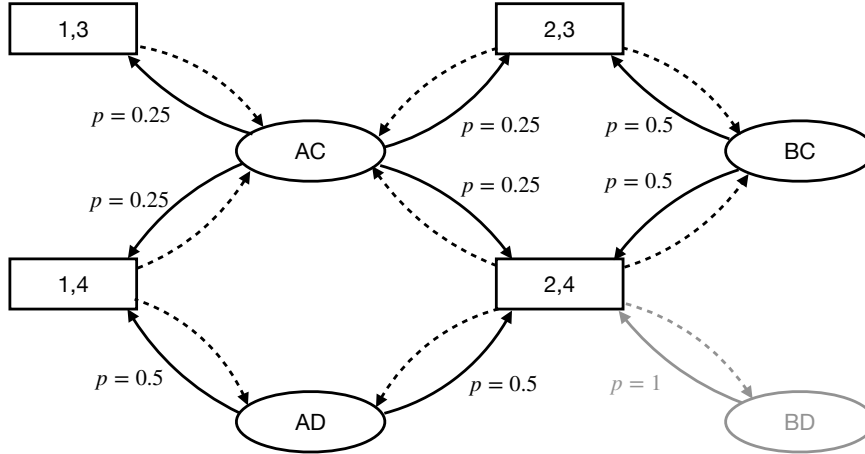 1,3
2,3
p = 0.25
p = 0.25
p = 0.5
AC
BC
p = 0.25
p = 0.25
p = 0.5
1,4
2,4
p = 0.5
p = 0.5
p = 1
AD
BD